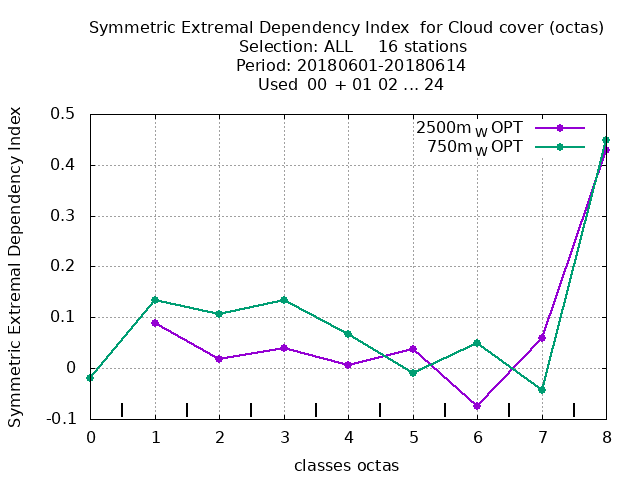 Symmetric Extremal Dependency Index  for Cloud cover (octas)
Selection: ALL     16 stations
Period: 20180601-20180614
Used  00  + 01 02 ... 24
Symmetric Extremal Dependency Index
0.5
0.4
0.3
0.2
0.1
0
-0.1
2500m W OPT
750m W OPT
0 1 2 3 4 5 6 7 8
classes octas